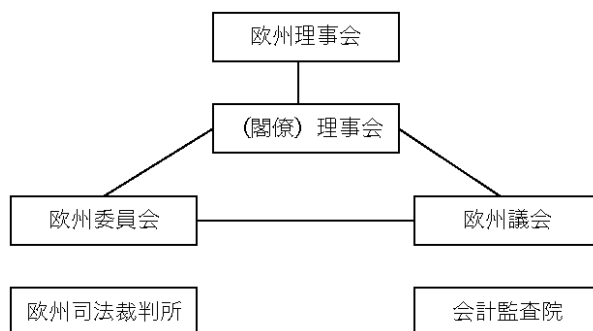 欧州理事会
（閣僚）理事会
欧州委員会
欧州議会
欧州司法裁判所
会計監査院